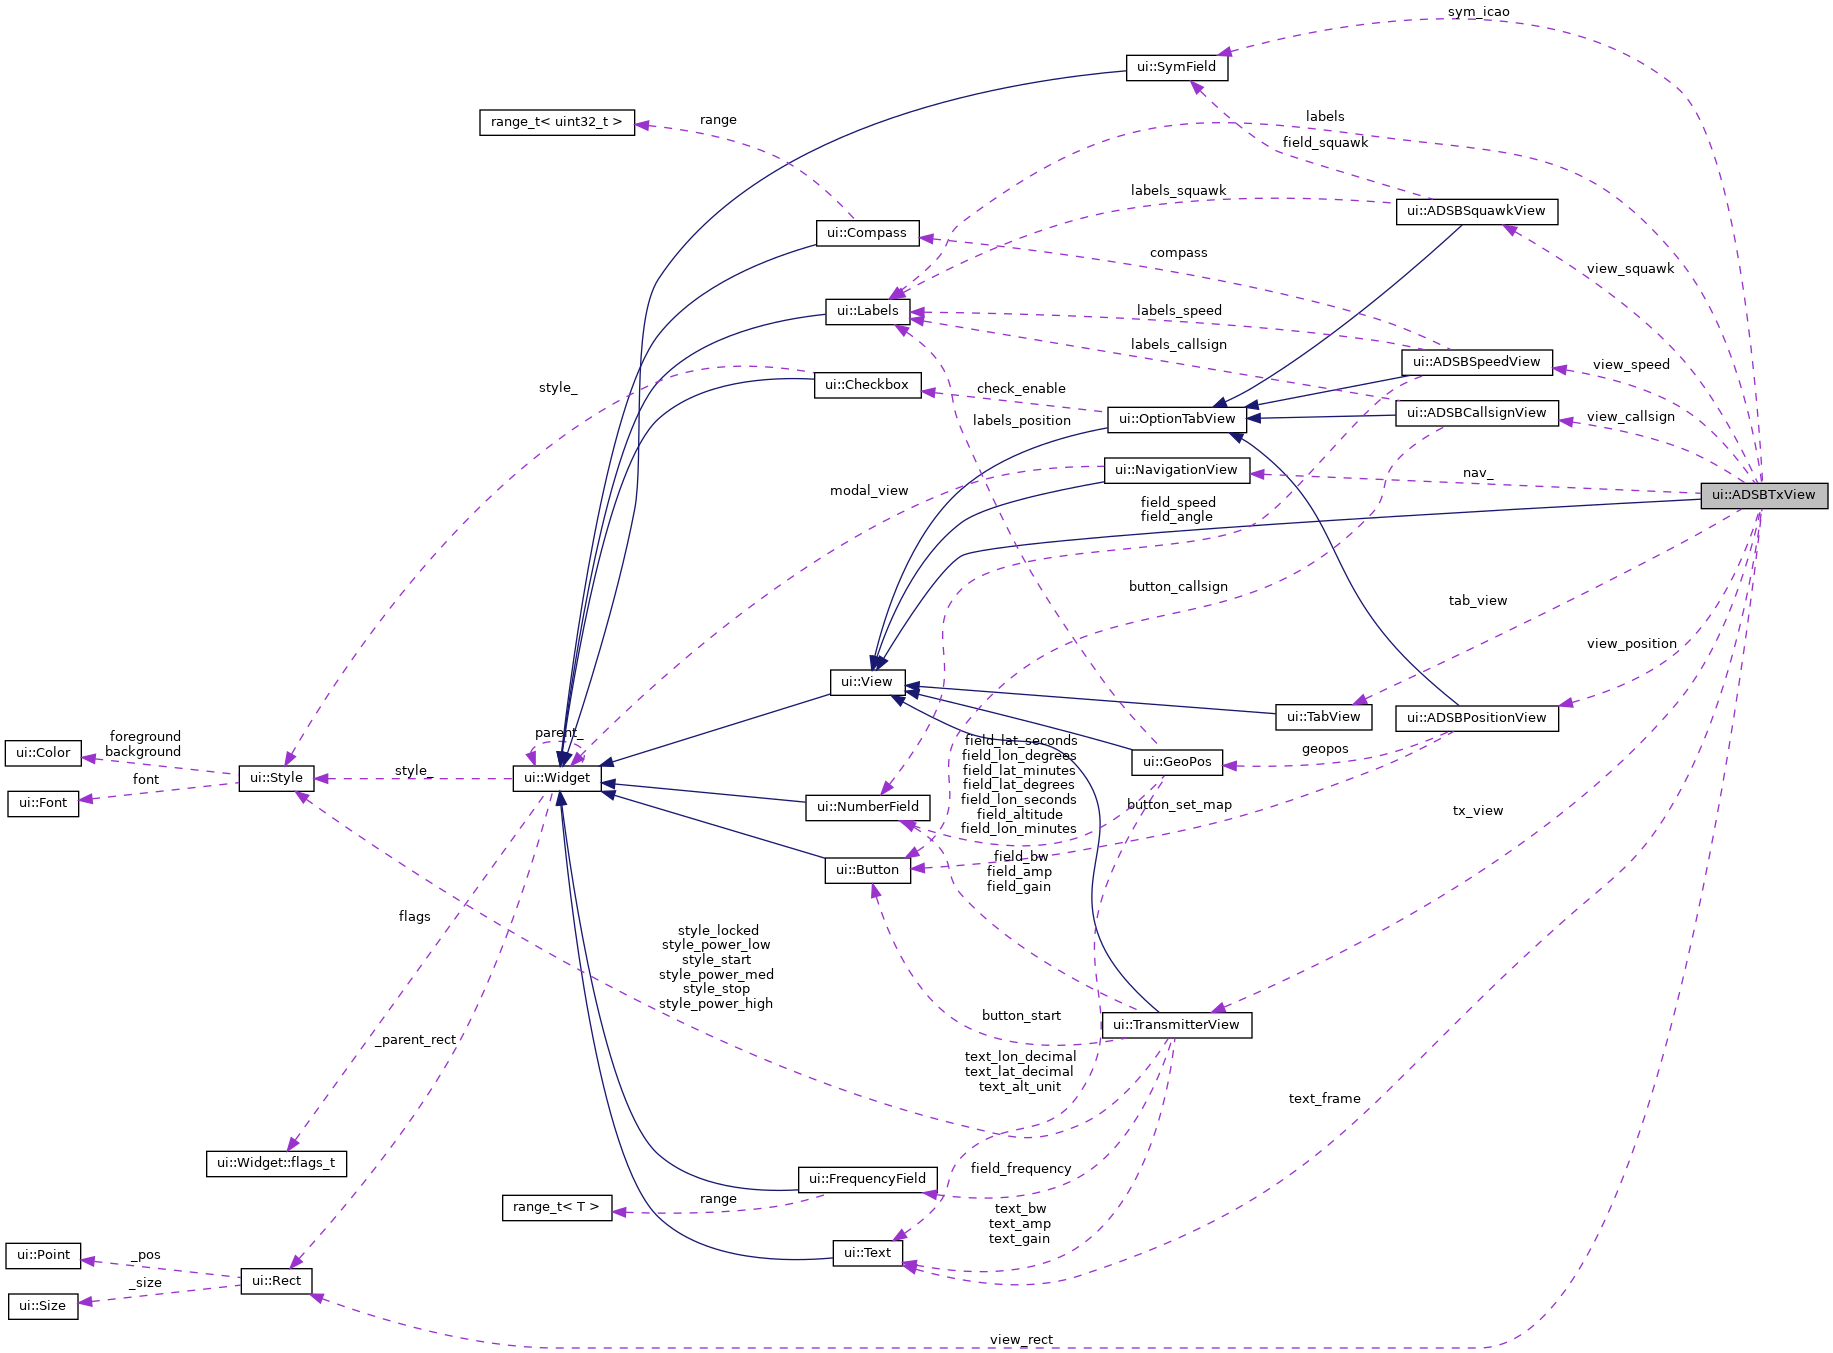 sym_icao
ui::SymField
range_t< uint32_t >
range
labels
field_squawk
labels_squawk
ui::ADSBSquawkView
ui::Compass
compass
view_squawk
ui::Labels
labels_speed
labels_callsign
ui::ADSBSpeedView
view_speed
style_
ui::Checkbox
check_enable
ui::OptionTabView
labels_position
ui::ADSBCallsignView
view_callsign
ui::NavigationView
nav_
modal_view
field_speed
field_angle
ui::ADSBTxView
button_callsign
tab_view
view_position
ui::View
ui::TabView
ui::ADSBPositionView
parent_
foreground
background
ui::Color
font
ui::Font
ui::Style
style_
ui::Widget
field_lat_seconds
field_lon_degrees
field_lat_minutes
field_lat_degrees
field_lon_seconds
field_altitude
field_lon_minutes
geopos
ui::GeoPos
ui::NumberField
button_set_map
tx_view
ui::Button
field_bw
field_amp
field_gain
flags
style_locked
style_power_low
style_start
style_power_med
style_stop
style_power_high
button_start
ui::TransmitterView
_parent_rect
text_lon_decimal
text_lat_decimal
text_alt_unit
text_frame
ui::Widget::flags_t
ui::FrequencyField
field_frequency
range_t< T >
range
text_bw
text_amp
text_gain
ui::Text
ui::Point
_pos
ui::Rect
_size
ui::Size
view_rect